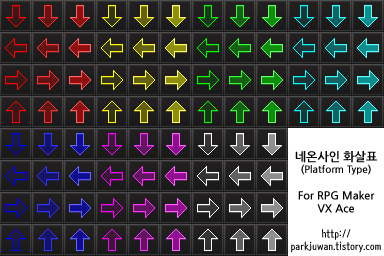 네온사인 화살표
(Platform Type)
For RPG Maker
VX Ace
http://
parkjuwan.tistory.com